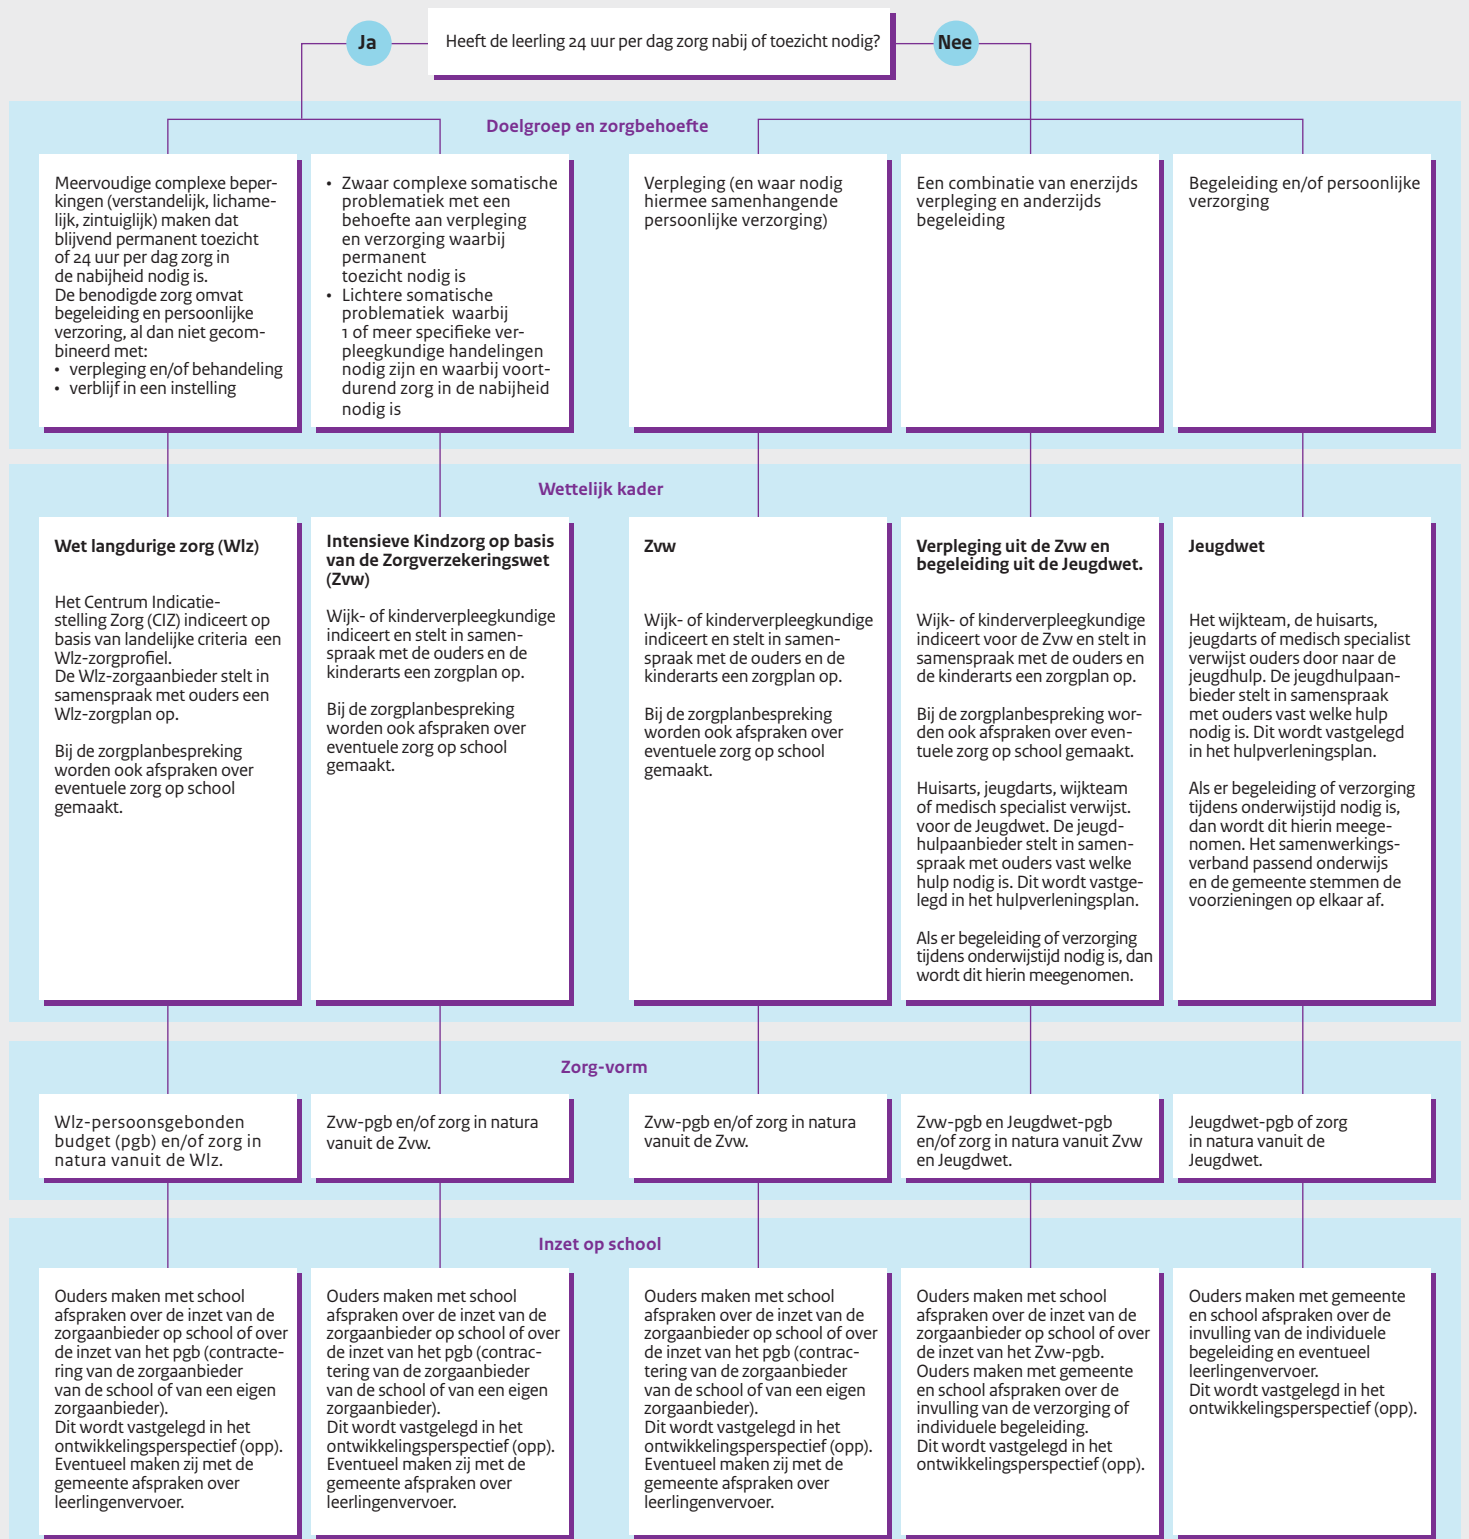 Ja
Heeft de leerling 24 uur per dag zorg nabij of toezicht nodig?
Nee
Doelgroep en zorgbehoefte
Meervoudige complexe beper-
kingen (verstandelijk, lichame-
lijk, zintuiglijk) maken dat
blijvend permanent toezicht
of 24 uur per dag zorg in
de nabijheid nodig is.
De benodigde zorg omvat
begeleiding en persoonlijke
verzoring, al dan niet gecom-
bineerd met:
• verpleging en/of behandeling
• verblijf in een instelling
• Zwaar complexe somatische
problematiek met een
behoefte aan verpleging
en verzorging waarbij
permanent
toezicht nodig is
• Lichtere somatische
problematiek waarbij
1 of meer specifieke ver-
pleegkundige handelingen
nodig zijn en waarbij voort-
durend zorg in de nabijheid
nodig is
Verpleging (en waar nodig
hiermee samenhangende
persoonlijke verzorging)
Een combinatie van enerzijds
verpleging en anderzijds
begeleiding
Begeleiding en/of persoonlijke
verzorging
Wettelijk kader
Wet langdurige zorg (Wlz)
Het Centrum Indicatie-
stelling Zorg (CIZ) indiceert op
basis van landelijke criteria een
Wlz-zorgprofiel.
De Wlz-zorgaanbieder stelt in
samenspraak met ouders een
Wlz-zorgplan op.
Bij de zorgplanbespreking
worden ook afspraken over
eventuele zorg op school
gemaakt.
Intensieve Kindzorg op basis
van de Zorgverzekeringswet
(Zvw)
Wijk- of kinderverpleegkundige
indiceert en stelt in samen-
spraak met de ouders en de
kinderarts een zorgplan op.
Bij de zorgplanbespreking
worden ook afspraken over
eventuele zorg op school
gemaakt.
Zvw
Wijk- of kinderverpleegkundige
indiceert en stelt in samen-
spraak met de ouders en de
kinderarts een zorgplan op.
Bij de zorgplanbespreking
worden ook afspraken over
eventuele zorg op school
gemaakt.
Verpleging uit de Zvw en
begeleiding uit de Jeugdwet.
Wijk- of kinderverpleegkundige
indiceert voor de Zvw en stelt in
samenspraak met de ouders en
de kinderarts een zorgplan op.
Bij de zorgplanbespreking wor-
den ook afspraken over even-
tuele zorg op school gemaakt.
Huisarts, jeugdarts, wijkteam
of medisch specialist verwijst.
voor de Jeugdwet. De jeugd-
hulpaanbieder stelt in samen-
spraak met ouders vast welke
hulp nodig is. Dit wordt vastge-
legd in het hulpverleningsplan.
Als er begeleiding of verzorging
tijdens onderwijstijd nodig is, dan
wordt dit hierin meegenomen.
Jeugdwet
Het wijkteam, de huisarts,
jeugdarts of medisch specialist
verwijst ouders door naar de
jeugdhulp. De jeugdhulpaan-
bieder stelt in samenspraak
met ouders vast welke hulp
nodig is. Dit wordt vastgelegd
in het hulpverleningsplan.
Als er begeleiding of verzorging
tijdens onderwijstijd nodig is,
dan wordt dit hierin meege-
nomen. Het samenwerkings-
verband passend onderwijs
en de gemeente stemmen de
voorzieningen op elkaar af.
Zorg-vorm
Wlz-persoonsgebonden
budget (pgb) en/of zorg in
natura vanuit de Wlz.
Zvw-pgb en/of zorg in natura
vanuit de Zvw.
Zvw-pgb en/of zorg in natura
vanuit de Zvw.
Zvw-pgb en Jeugdwet-pgb
en/of zorg in natura vanuit Zvw
en Jeugdwet.
Jeugdwet-pgb of zorg
in natura vanuit de
Jeugdwet.
Inzet op school
Ouders maken met school
afspraken over de inzet van de
zorgaanbieder op school of over
de inzet van het pgb (contracte-
ring van de zorgaanbieder
van de school of van een eigen
zorgaanbieder).
Dit wordt vastgelegd in het
ontwikkelingsperspectief (opp).
Eventueel maken zij met de
gemeente afspraken over
leerlingenvervoer.
Ouders maken met school
afspraken over de inzet van de
zorgaanbieder op school of over
de inzet van het pgb (contrac-
tering van de zorgaanbieder
van de school of van een eigen
zorgaanbieder).
Dit wordt vastgelegd in het
ontwikkelingsperspectief (opp).
Eventueel maken zij met de
gemeente afspraken over
leerlingenvervoer.
Ouders maken met school
afspraken over de inzet van de
zorgaanbieder op school of over
de inzet van het pgb (contrac-
tering van de zorgaanbieder
van de school of van een eigen
zorgaanbieder).
Dit wordt vastgelegd in het
ontwikkelingsperspectief (opp).
Eventueel maken zij met de
gemeente afspraken over
leerlingenvervoer.
Ouders maken met school
afspraken over de inzet van de
zorgaanbieder op school of over
de inzet van het Zvw-pgb.
Ouders maken met gemeente
en school afspraken over de
invulling van de verzorging of
individuele begeleiding.
Dit wordt vastgelegd in het
ontwikkelingsperspectief (opp).
Ouders maken met gemeente
en school afspraken over de
invulling van de individuele
begeleiding en eventueel
leerlingenvervoer.
Dit wordt vastgelegd in het
ontwikkelingsperspectief (opp).